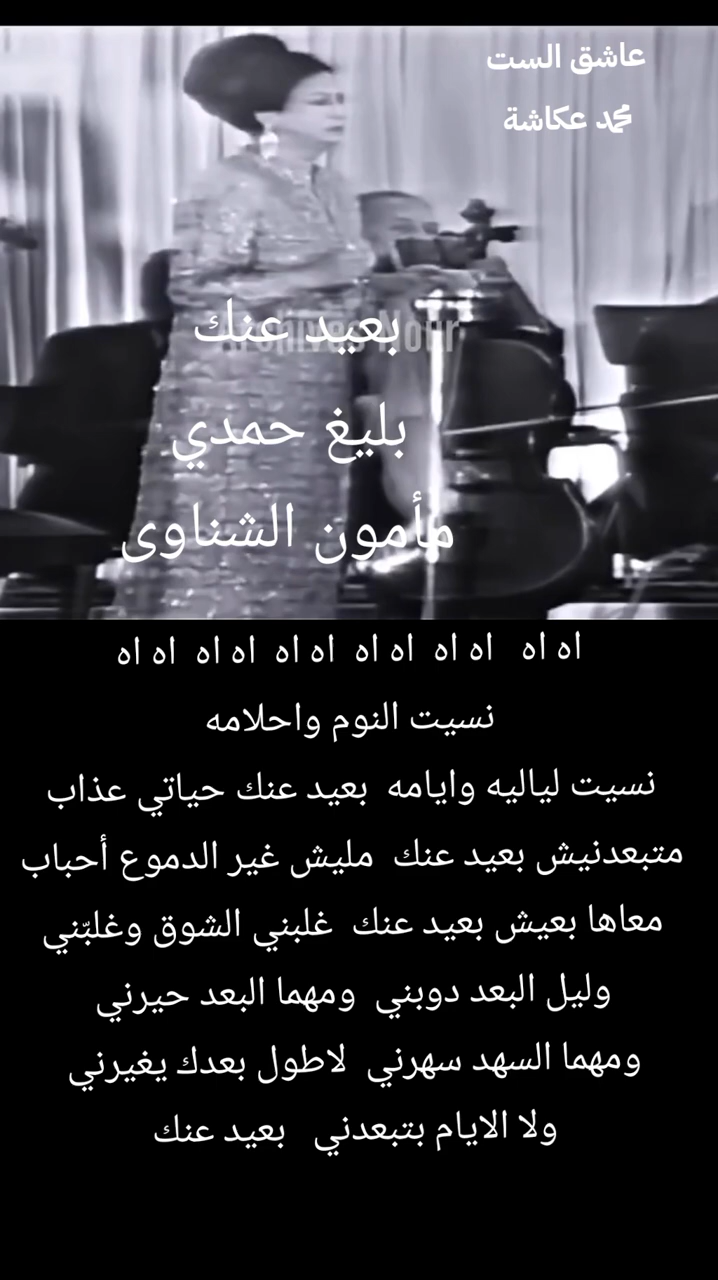 عاشق الست
محمد عكاشة
بعيد عنك
Archives Nour
بليغ حمدي
مأمون الشناوى
اه اه اه اه اه اه اه اه اه اه اه اه
نسيت النوم واحلامه
نسيت لياليه وايامه بعيد عنك حياتي عذاب
متبعدنيش بعيد عنك مليش غير الدموع أحباب
معاها بعيش بعيد عنك غلبني الشوق وغلبّني
وليل البعد دوبني ومهما البعد حيرني
ومهما السهد سهرني لاطول بعدك يغيرني
ولا الايام بتبعدني بعيد عنك